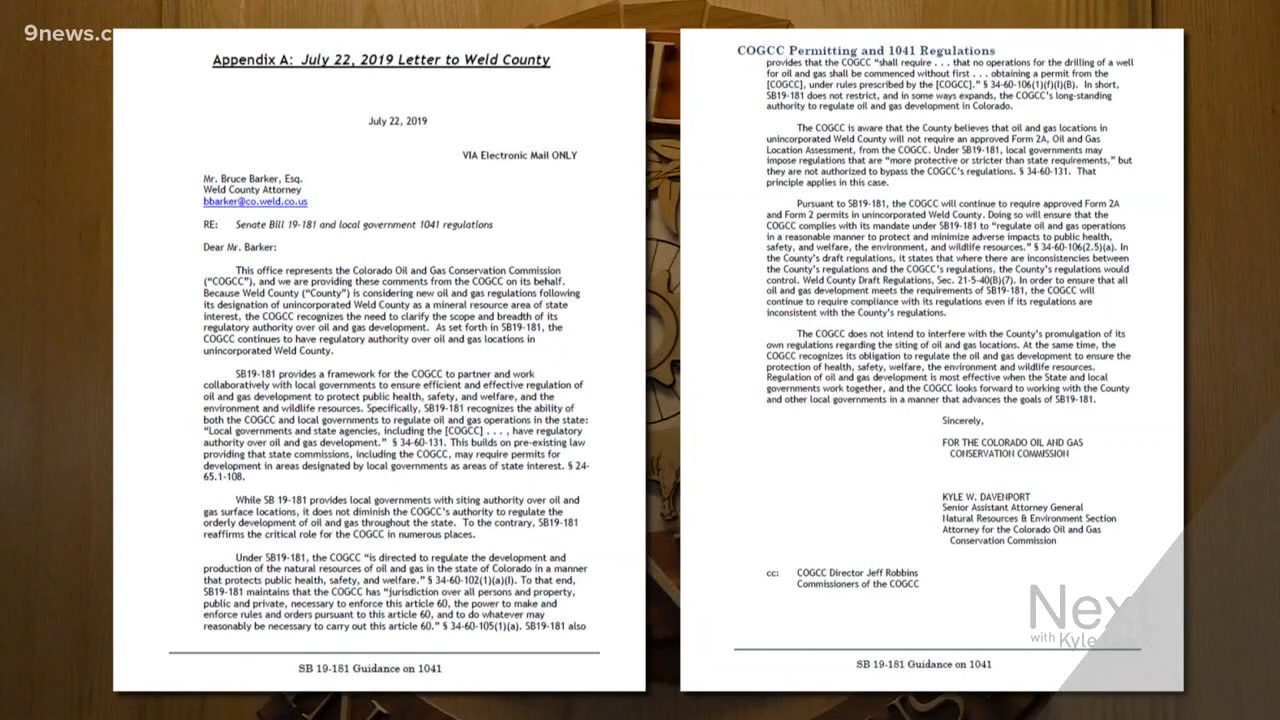 9news.c
Appendix A: July 22, 2019 Letter to Weld County
July 22, 2019
VIA Electronic Mail ONLY
Mr. Bruce Barker, Esq.
Weld County Attorney
bbarker@co.weld.co.us
RE: Senate Bill 19-181 and local government 1041 regulations
Dear Mr. Barker:
This office represents the Colorado Oil and Gas Conservation Commission
("COGCC"), and we are providing these comments from the COGCC on its behalf.
Because Weld County ("County") is considering new oil and gas regulations following
its designation of unincorporated Weld County as a mineral resource area of state
interest, the COGCC recognizes the need to clarify the scope and breadth of its
regulatory authority over oil and gas development. As set forth in SB19-181, the
COGCC continues to have regulatory authority over oil and gas locations in
unincorporated Weld County.
SB19-181 provides a framework for the COGCC to partner and work
collaboratively with local governments to ensure efficient and effective regulation of
oil and gas development to protect public health, safety, and welfare, and the
environment and wildlife resources. Specifically, SB19-181 recognizes the ability of
both the COGCC and local governments to regulate oil and gas operations in the state:
"Local governments and state agencies, including the [COGCC] . . . , have regulatory
authority over oil and gas development." § 34-60-131. This builds on pre-existing law
providing that state commissions, including the COGCC, may require permits for
development in areas designated by local governments as areas of state interest. § 24-
65.1-108.
While SB 19-181 provides local governments with siting authority over oil and
gas surface locations, it does not diminish the COGCC's authority to regulate the
orderly development of oil and gas throughout the state. To the contrary, SB19-181
reaffirms the critical role for the COGCC in numerous places.
Under SB19-181, the COGCC "is directed to regulate the development and
production of the natural resources of oil and gas in the state of Colorado in a manner
that protects public health, safety, and welfare." § 34-60-102(1)(a)(I). To that end,
SB19-181 maintains that the COGCC has "jurisdiction over all persons and property,
public and private, necessary to enforce this article 60, the power to make and
enforce rules and orders pursuant to this article 60, and to do whatever may
reasonably be necessary to carry out this article 60." § 34-60-105(1)(a). SB19-181 also
SB 19-181 Guidance on 1041
COGCC Permitting and 1041 Regulations
provides that the COGCC "shall require . . . that no operations for the drilling of a well
for oil and gas shall be commenced without first . . . obtaining a permit from the
[COGCC], under rules prescribed by the [COGCC]." § 34-60-106(1)(f)(I)(B). In short,
SB19-181 does not restrict, and in some ways expands, the COGCC's long-standing
authority to regulate oil and gas development in Colorado.
The COGCC is aware that the County believes that oil and gas locations in
unincorporated Weld County will not require an approved Form 2A, Oil and Gas
Location Assessment, from the COGCC. Under SB19-181, local governments may
impose regulations that are "more protective or stricter than state requirements," but
they are not authorized to bypass the COGCC's regulations. § 34-60-131. That
principle applies in this case.
Pursuant to SB19-181, the COGCC will continue to require approved Form 2A
and Form 2 permits in unincorporated Weld County. Doing so will ensure that the
COGCC complies with its mandate under SB19-181 to "regulate oil and gas operations
in a reasonable manner to protect and minimize adverse impacts to public health,
safety, and welfare, the environment, and wildlife resources." § 34-60-106(2.5)(a). In
the County's draft regulations, it states that where there are inconsistencies between
the County's regulations and the COGCC's regulations, the County's regulations would
control. Weld County Draft Regulations, Sec. 21-5-40(B)(7). In order to ensure that all
oil and gas development meets the requirements of SB19-181, the COGCC will
continue to require compliance with its regulations even if its regulations are
inconsistent with the County's regulations.
The COGCC does not intend to interfere with the County's promulgation of its
own regulations regarding the siting of oil and gas locations. At the same time, the
COGCC recognizes its obligation to regulate the oil and gas development to ensure the
protection of health, safety, welfare, the environment and wildlife resources.
Regulation of oil and gas development is most effective when the State and local
governments work together, and the COGCC looks forward to working with the County
and other local governments in a manner that advances the goals of SB19-181.
Sincerely,
FOR THE COLORADO OIL AND GAS
CONSERVATION COMMISSION
KYLE W. DAVENPORT
Senior Assistant Attorney General
Natural Resources & Environment Section
Attorney for the Colorado Oil and Gas
Conservation Commission
cc: COGCC Director Jeff Robbins
Commissioners of the COGCC
SB 19-181 Guidance on 1041
Nex
with Kyle